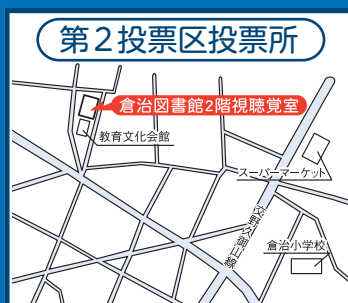 第2投票区投票所
倉治図書館2階視聴覚室
教育文化会館
スーパーマーケット
交野久御山線
倉治小学校